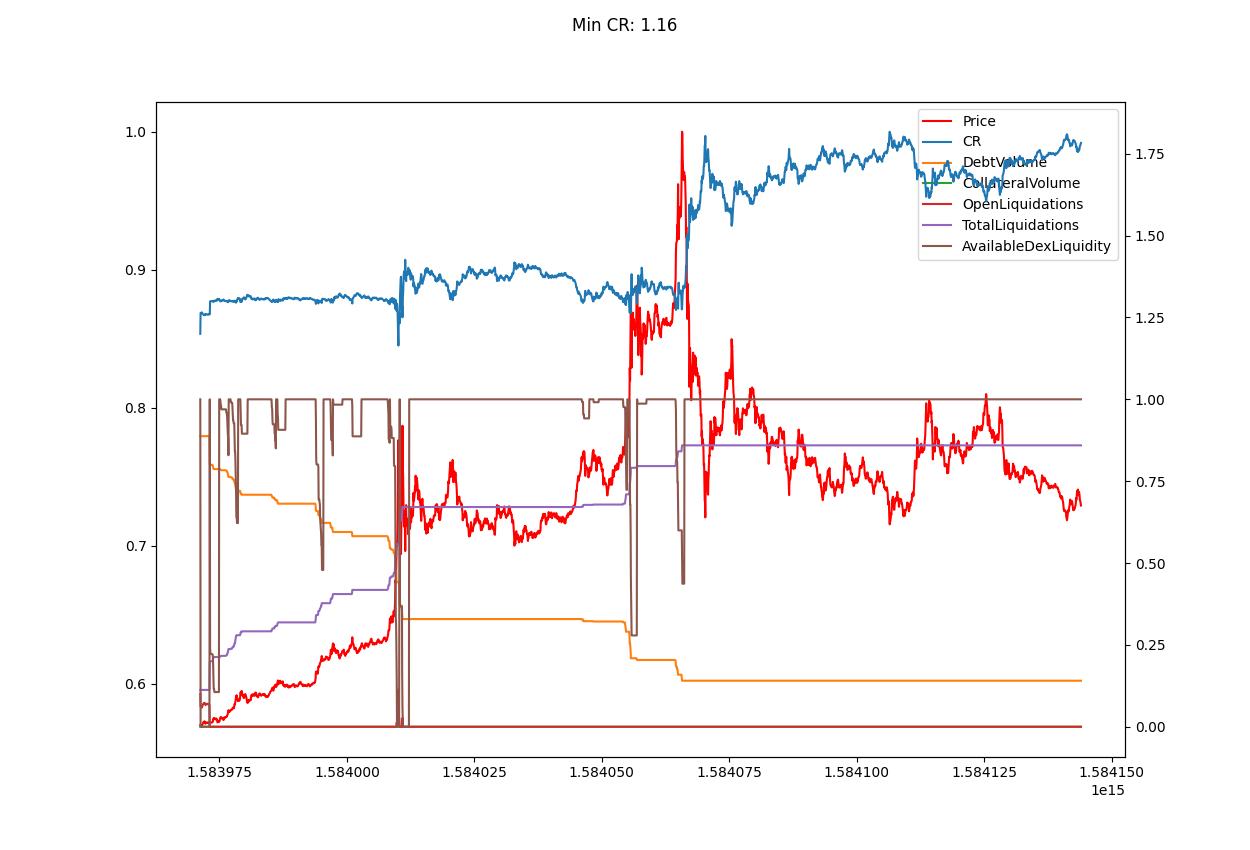 Min CR: 1.16
1.0
0.9
0.8
0.7
0.6
1.75
1.50
1.25
1.00
0.75
0.50
0.25
0.00
Price
CR
DebtVolume
CollateralVolume
OpenLiquidations
TotalLiquidations
AvailableDexLiquidity
1.583975 1.584000 1.584025 1.584050 1.584075 1.584100 1.584125 1.584150
1e15